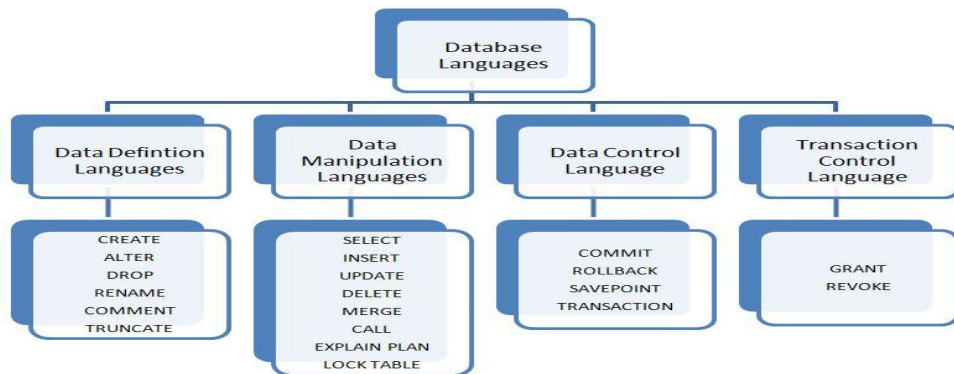 Database
Languages
Data Defintion
Languages
Data
Manipulation
Languages
Data Control
Language
Transaction
Control
Language
CREATE
ALTER
DROP
RENAME
COMMENT
TRUNCATE
SELECT
INSERT
UPDATE
DELETE
MERGE
CALL
EXPLAIN PLAN
LOCK TABLE
COMMIT
ROLLBACK
SAVEPOINT
TRANSACTION
GRANT
REVOKE